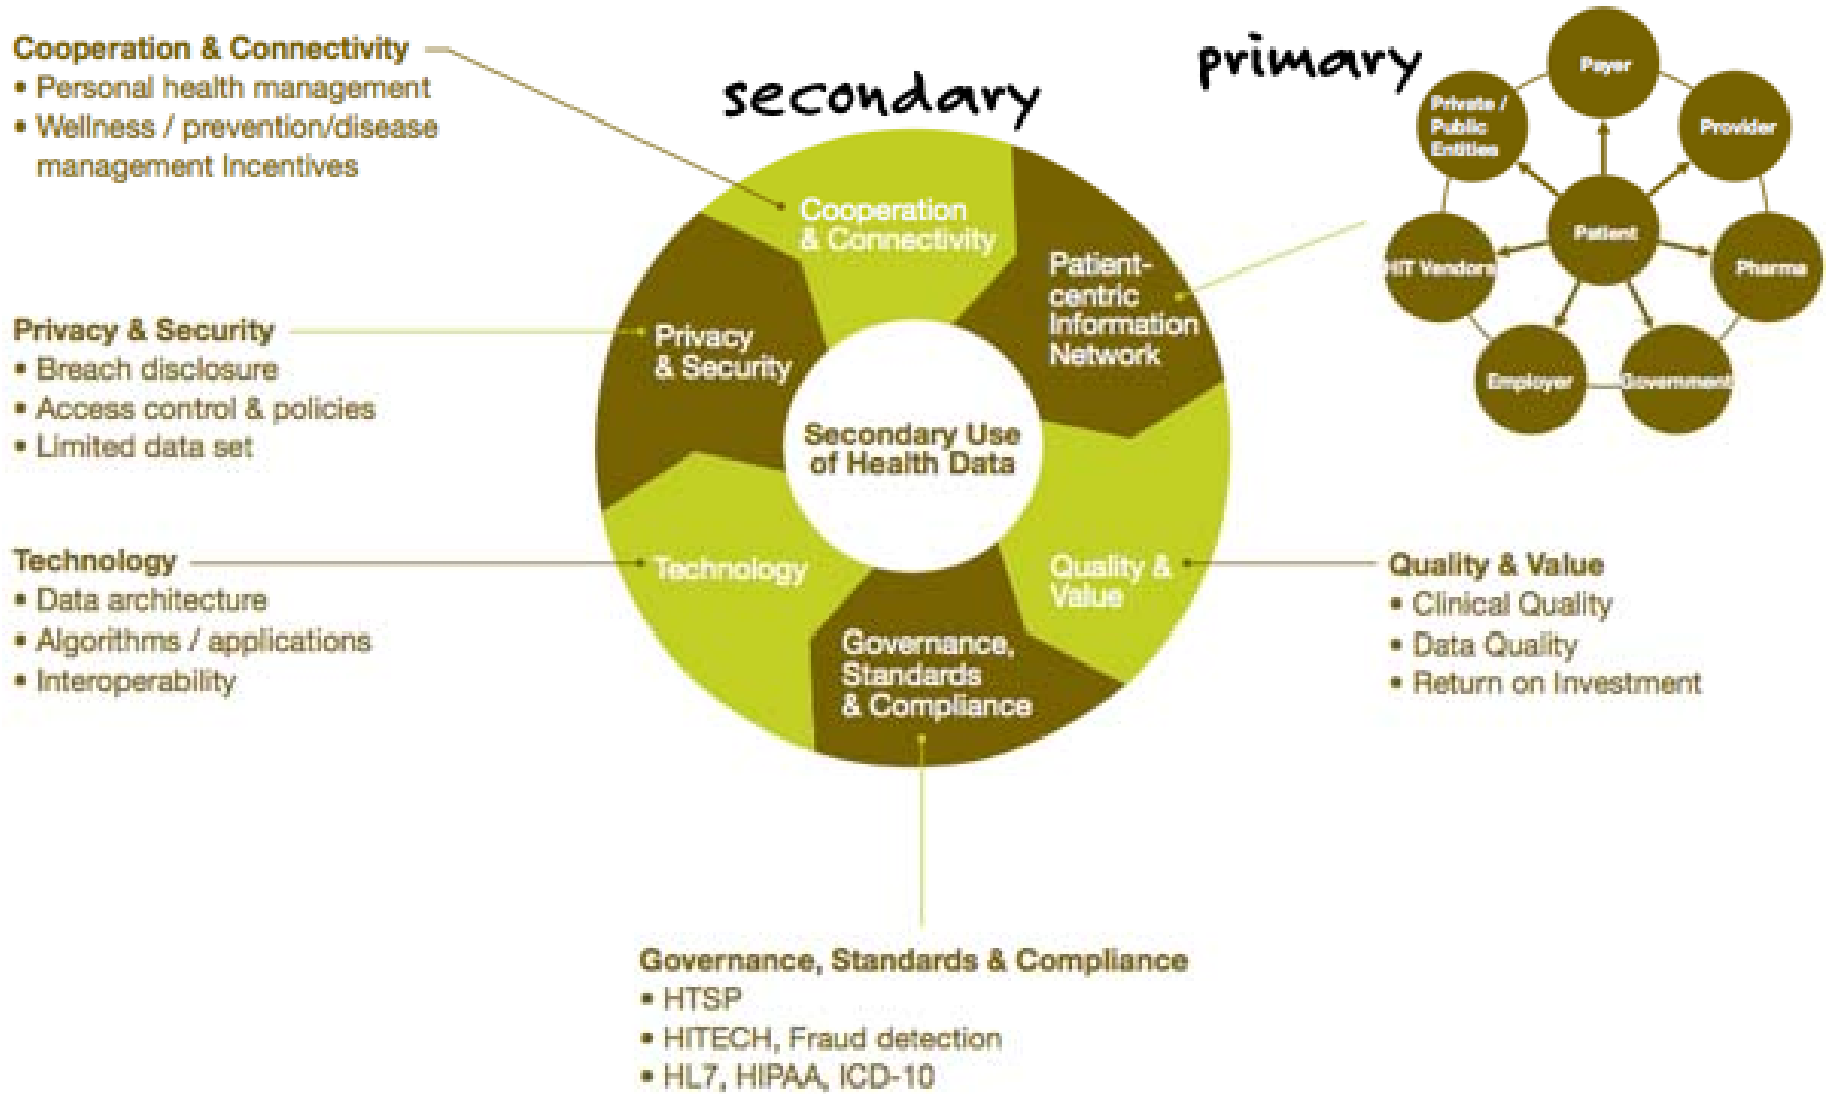 Cooperation & Connectivity
• Personal health management
• Wellness / prevention/disease
management Incentives
Privacy & Security
• Breach disclosure
• Access control & policies
• Limited data set
Technology
• Data architecture
• Algorithms / applications
• Interoperability
secondary
Cooperation
& Connectivity
Patient-
centric
Information
Network
Privacy
& Security
Secondary Use
of Health Data
Technology
Quality &
Value
Governance,
Standards
& Compliance
primary
Payer
Private /
Public
Entities
Provider
Patient
HIT Vendors
Pharma
Employer
Government
Quality & Value
• Clinical Quality
• Data Quality
• Return on Investment
Governance, Standards & Compliance
• HTSP
• HITECH, Fraud detection
• HL7, HIPAA, ICD-10